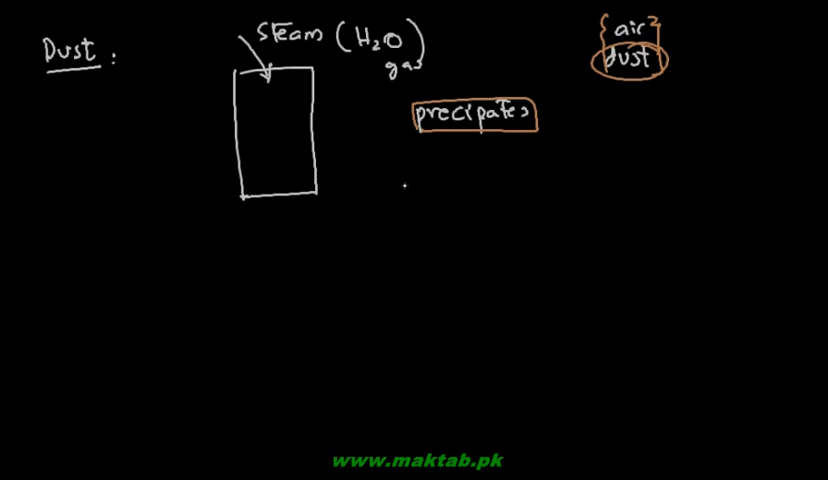 Dust :
Steam (H₂O)
gas
{ air }
dust
precipates
www.maktab.pk